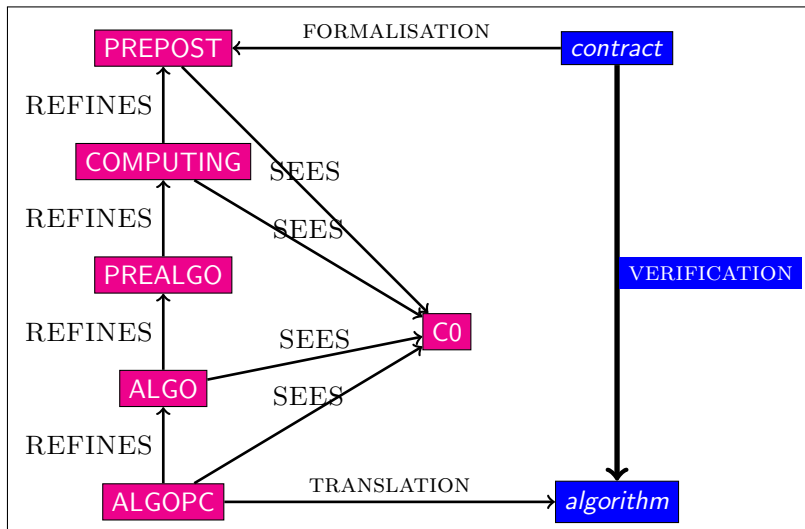 FORMALISATION
PREPOST
contract
REFINES
COMPUTING
SEES
REFINES
SEES
PREALGO
VERIFICATION
REFINES
SEES
C0
ALGO
SEES
REFINES
TRANSLATION
ALGOPC
algorithm